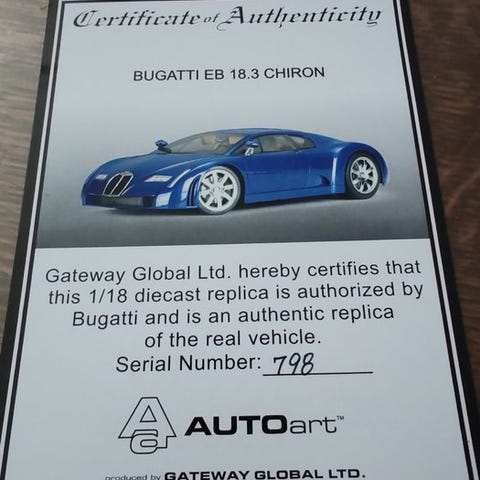 Certificate of Authenticity
BUGATTI EB 18.3 CHIRON
Gateway Global Ltd. hereby certifies that
this 1/18 diecast replica is authorized by
Bugatti and is an authentic replica
of the real vehicle.
Serial Number: 798
AUTOart™
produced by GATEWAY GLOBAL LTD.